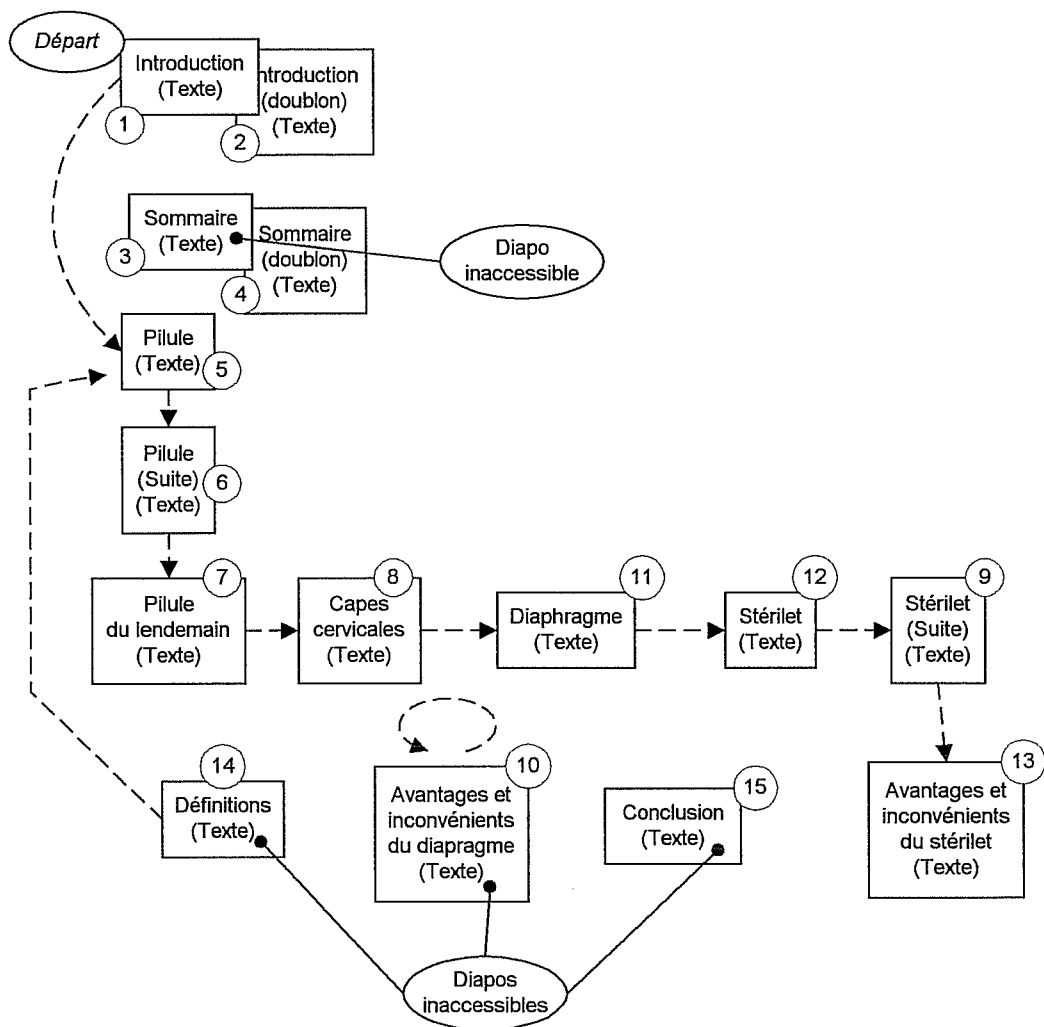 Départ
Introduction
(Texte)
1
ntroduction
(doublon)
(Texte)
2
Sommaire
(Texte)
3
Sommaire
(doublon)
(Texte)
4
Diapo
inaccessible
Pilule
(Texte)
5
Pilule
(Suite)
(Texte)
6
7
Pilule
du lendemain
(Texte)
8
Capes
cervicales
(Texte)
11
Diaphragme
(Texte)
12
Stérilet
(Texte)
9
Stérilet
(Suite)
(Texte)
14
Définitions
(Texte)
10
Avantages et
inconvénients
du diapragme
(Texte)
15
Conclusion
(Texte)
13
Avantages et
inconvénients
du stérilet
(Texte)
Diapos
inaccessibles